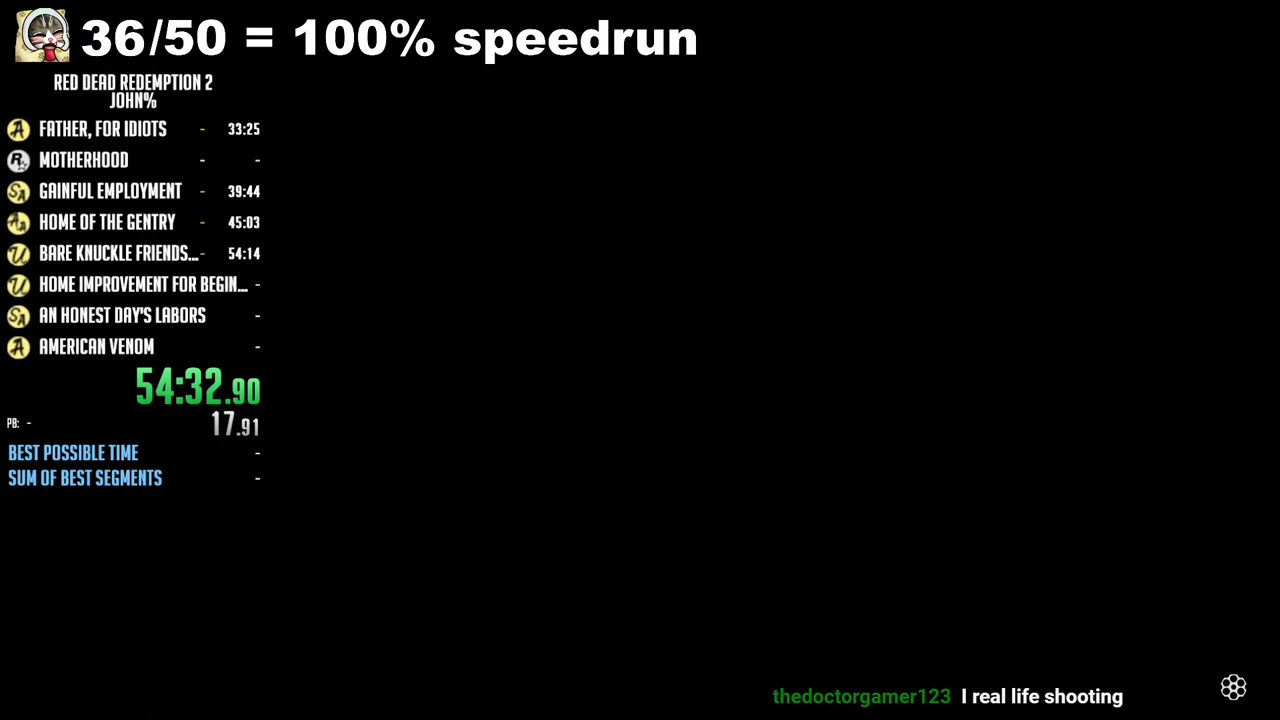 36/50 = 100% speedrun
RED DEAD REDEMPTION 2
JOHN%
FATHER, FOR IDIOTS - 33:25
MOTHERHOOD - -
GAINFUL EMPLOYMENT - 39:44
HOME OF THE GENTRY - 45:03
BARE KNUCKLE FRIENDS... - 54:14
HOME IMPROVEMENT FOR BEGIN... -
AN HONEST DAY'S LABORS -
AMERICAN VENOM -
54:32.90
PB: - 17.91
BEST POSSIBLE TIME -
SUM OF BEST SEGMENTS -
thedoctorgamer123 I real life shooting